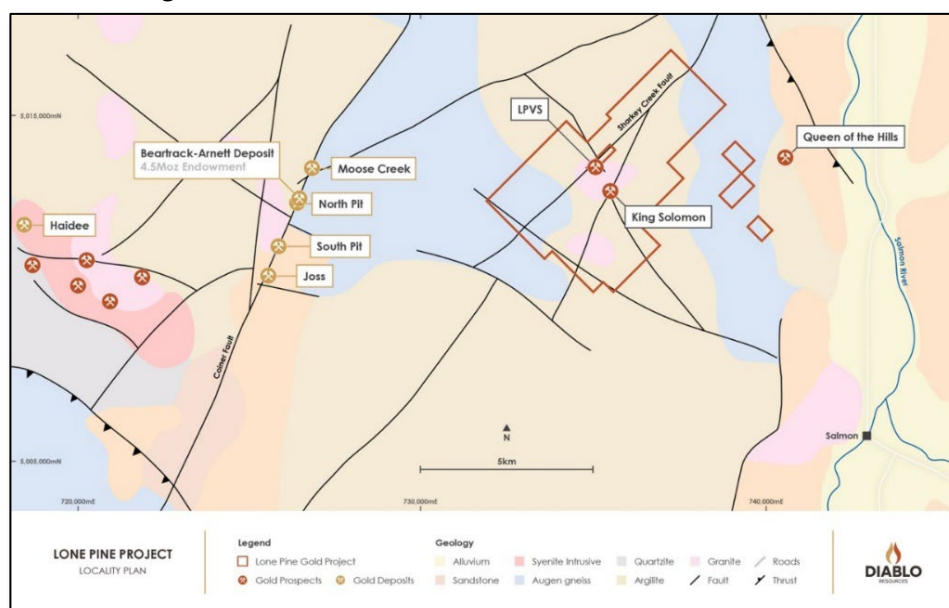 5,015,000mN
LPVS
Sharkey Creek Fault
Queen of the Hills
Beartrack-Arnett Deposit
4.5Moz Endowment
Moose Creek
North Pit
King Solomon
Haidee
South Pit
Joss
Salmon River
Coiner Fault
N
Salmon
5,005,000mN
5km
720,000mE
730,000mE
740,000mE
LONE PINE PROJECT
LOCALITY PLAN
Legend
Lone Pine Gold Project
Gold Prospects
Gold Deposits
Geology
Alluvium
Syenite Intrusive
Quartzite
Granite
Roads
Sandstone
Augen gneiss
Argilite
Fault
Thrust
DIABLO
RESOURCES